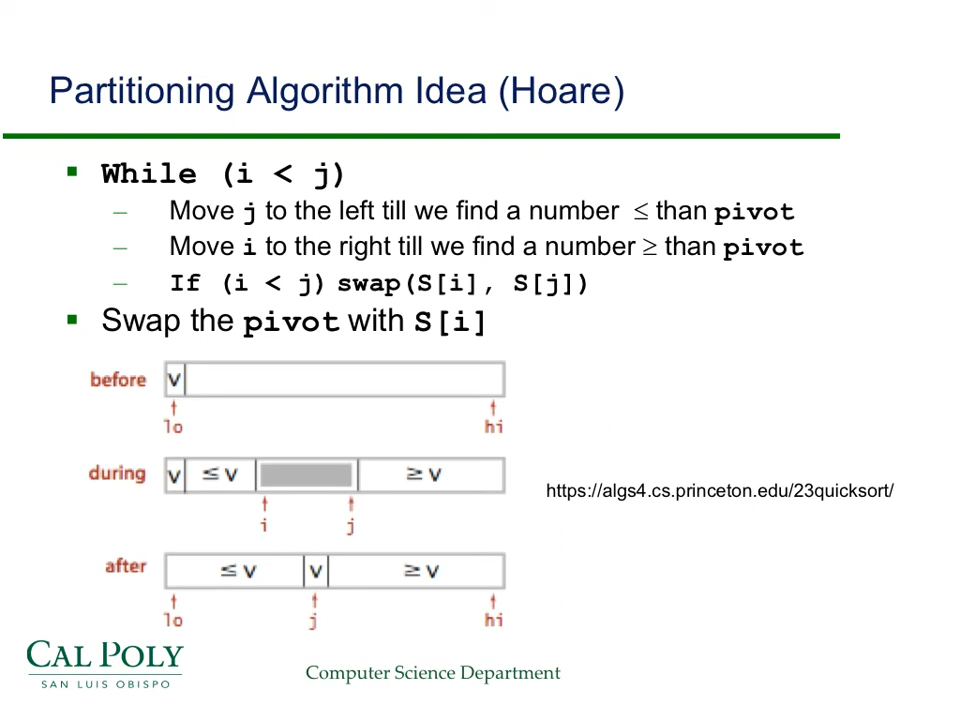 Partitioning Algorithm Idea (Hoare)
▪ While (i < j)
– Move j to the left till we find a number ≤ than pivot
– Move i to the right till we find a number ≥ than pivot
– If (i < j) swap(S[i], S[j])
▪ Swap the pivot with S[i]
before v
lo hi
during v ≤ v ≥ v
https://algs4.cs.princeton.edu/23quicksort/
i j
after ≤ v v ≥ v
lo j hi
CAL POLY
SAN LUIS OBISPO
Computer Science Department